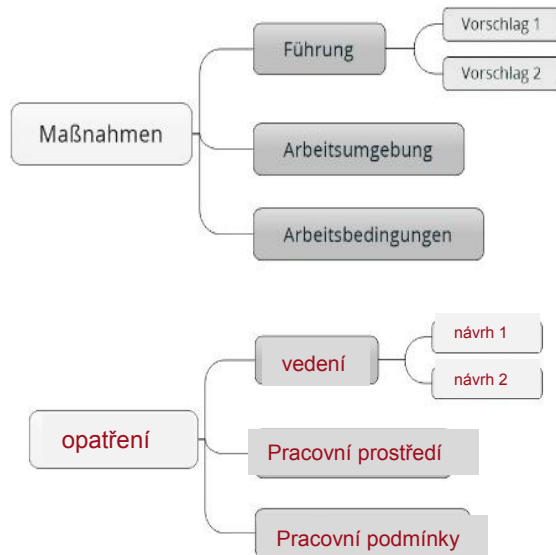 Maßnahmen
Führung
Vorschlag 1
Vorschlag 2
Arbeitsumgebung
Arbeitsbedingungen
opatření
vedení
návrh 1
návrh 2
Pracovní prostředí
Pracovní podmínky